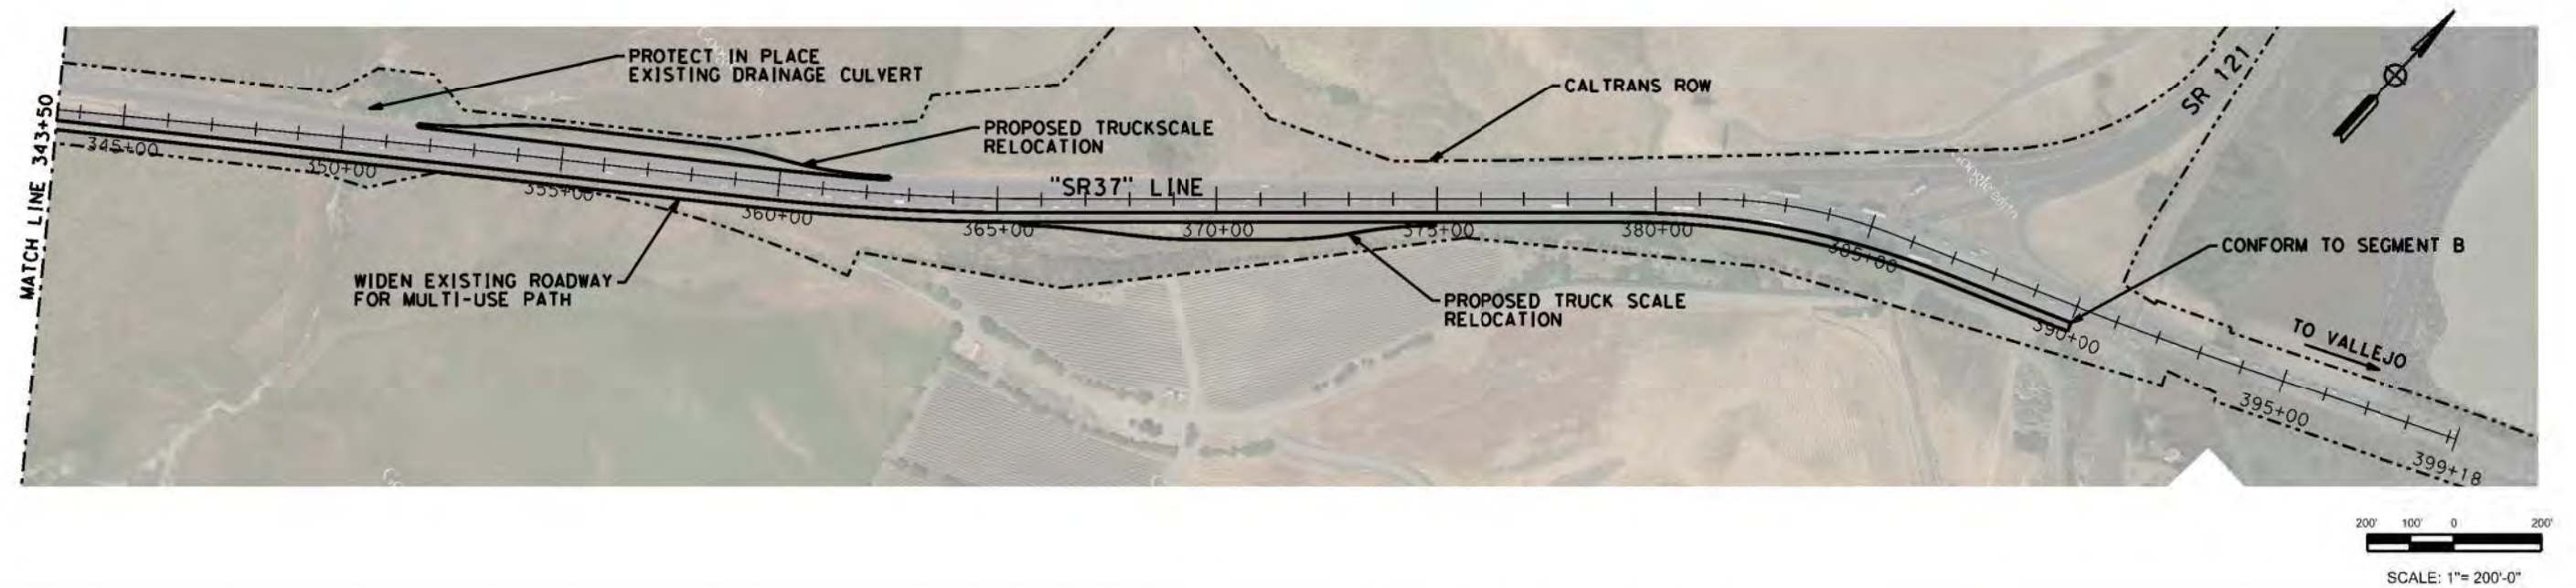 PROTECT IN PLACE
EXISTING DRAINAGE CULVERT
CALTRANS ROW
SR 121
MATCH LINE 343+50
PROPOSED TRUCKSCALE
RELOCATION
345+00
350+00
355+00
360+00
"SR37" LINE
365+00
370+00
375+00
380+00
385+00
390+00
395+00
399+18
WIDEN EXISTING ROADWAY
FOR MULTI-USE PATH
PROPOSED TRUCK SCALE
RELOCATION
CONFORM TO SEGMENT B
TO VALLEJO
Google earth
200' 100' 0 200'
SCALE: 1"= 200'-0"